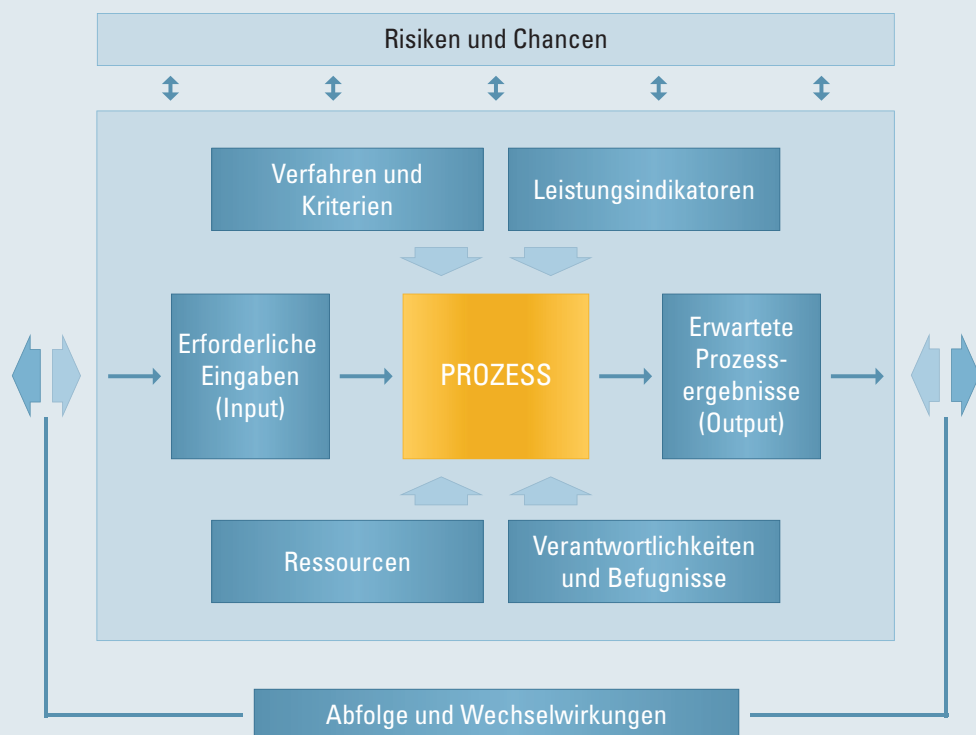 Risiken und Chancen
Verfahren und
Kriterien
Leistungsindikatoren
Erforderliche
Eingaben
(Input)
PROZESS
Erwartete
Prozess-
ergebnisse
(Output)
Ressourcen
Verantwortlichkeiten
und Befugnisse
Abfolge und Wechselwirkungen